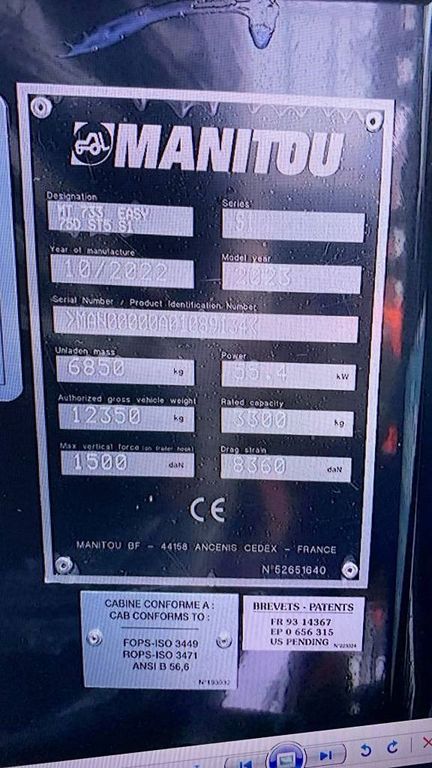 MANITOU
Designation
MT 733 EASY
75D ST5 S1
Series
S1
Year of manufacture
10/2022
Model year
2023
Serial Number / Product Identification Number
Unladen mass
6850 kg
Power
55.4 kW
Authorized gross vehicle weight
12350 kg
Rated capacity
3300 kg
Max vertical force (on trailer hook)
1500 daN
Drag strain
8360 daN
CE
MANITOU BF - 44158 ANCENIS CEDEX - FRANCE
N°52651640
CABINE CONFORME A :
CAB CONFORMS TO :
FOPS-ISO 3449
ROPS-ISO 3471
ANSI B 56,6
BREVETS - PATENTS
FR 93 14367
EP 0 656 315
US PENDING